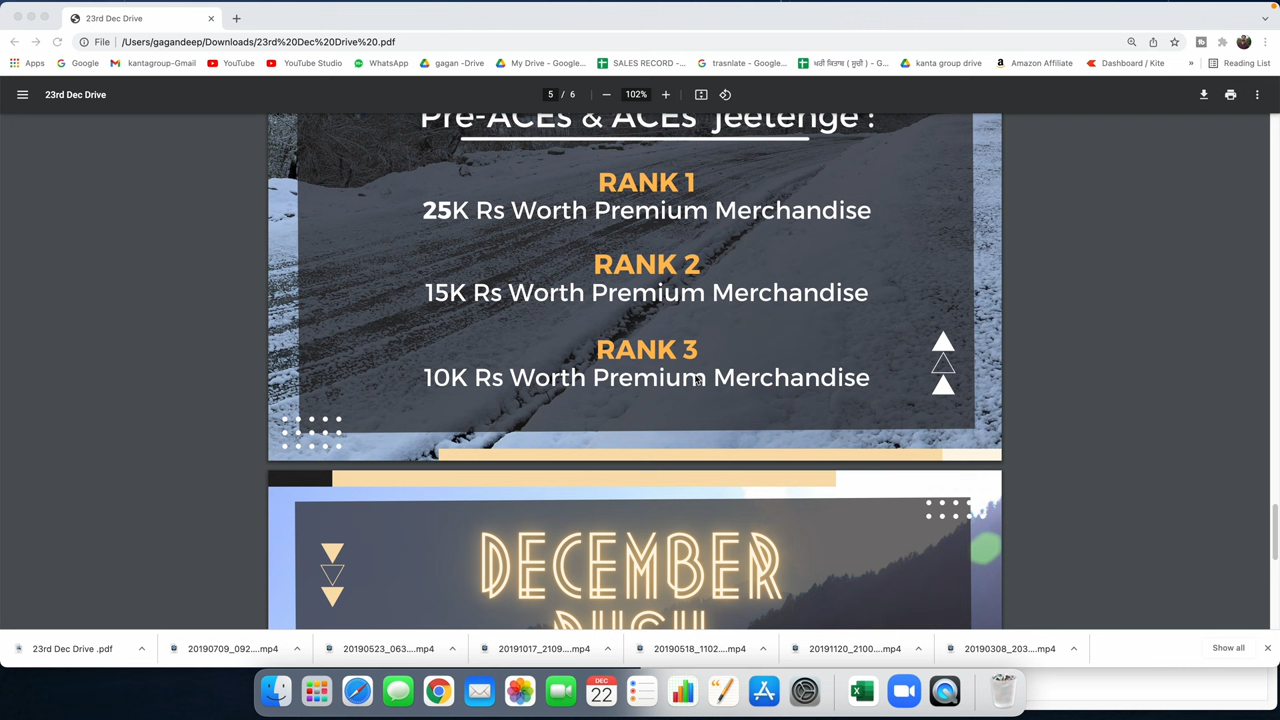 23rd Dec Drive
File
/Users/gagandeep/Downloads/23rd%20Dec%20Drive%20.pdf
Apps
Google
kantagroup-Gmail
YouTube
YouTube Studio
WhatsApp
gagan -Drive
My Drive - Google...
SALES RECORD -...
trasnlate - Google...
ਖਰੀ ਕਿਤਾਬ ( ਸੂਚੀ ) - G...
kanta group drive
Amazon Affiliate
Dashboard / Kite
»
Reading List
23rd Dec Drive
5 / 6
102%
Pre-ACEs & ACEs Jeetenge :
RANK 1
25K Rs Worth Premium Merchandise
RANK 2
15K Rs Worth Premium Merchandise
RANK 3
10K Rs Worth Premium Merchandise
DECEMBER
23rd Dec Drive .pdf
20190709_092....mp4
20190523_063....mp4
20191017_2109....mp4
20190518_1102....mp4
20191120_2100....mp4
20190308_203....mp4
Show all
DEC
22